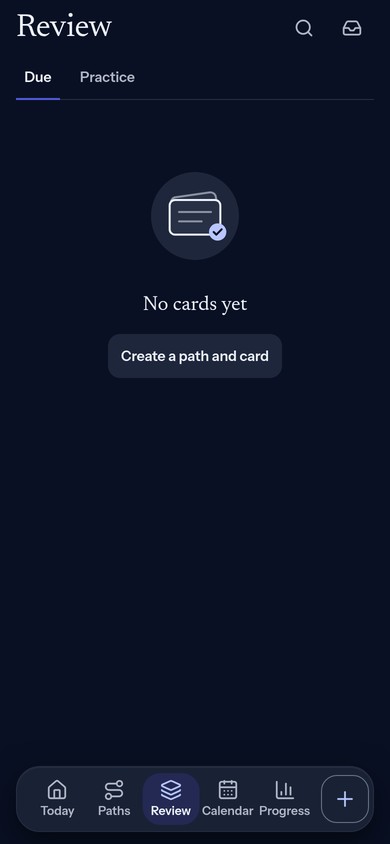 Review
Due
Practice
No cards yet
Create a path and card
Today
Paths
Review
Calendar
Progress